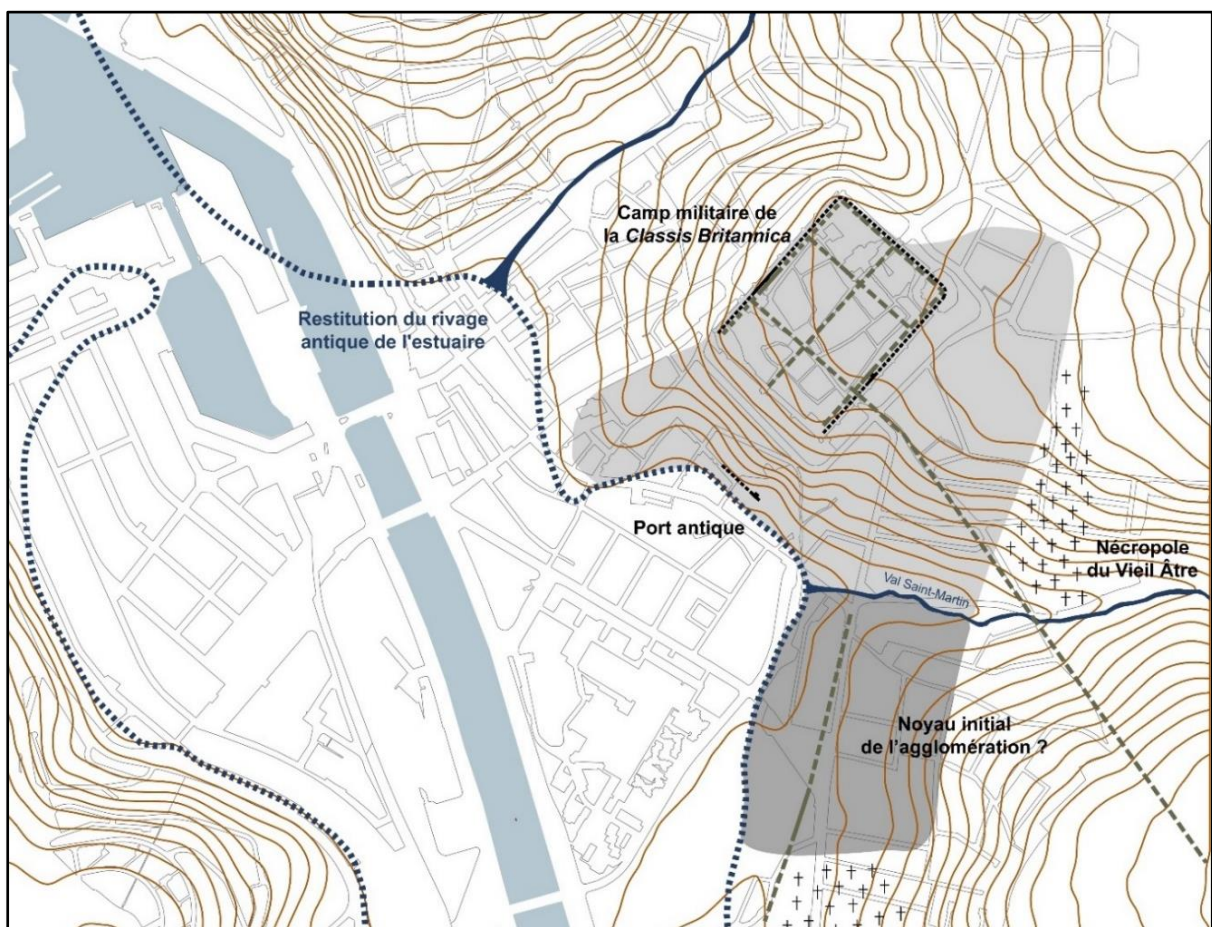 Camp militaire de
la Classis Britannica
Restitution du rivage
antique de l'estuaire
Port antique
Nécropole
du Vieil Âtre
Val Saint-Martin
Noyau initial
de l'agglomération ?